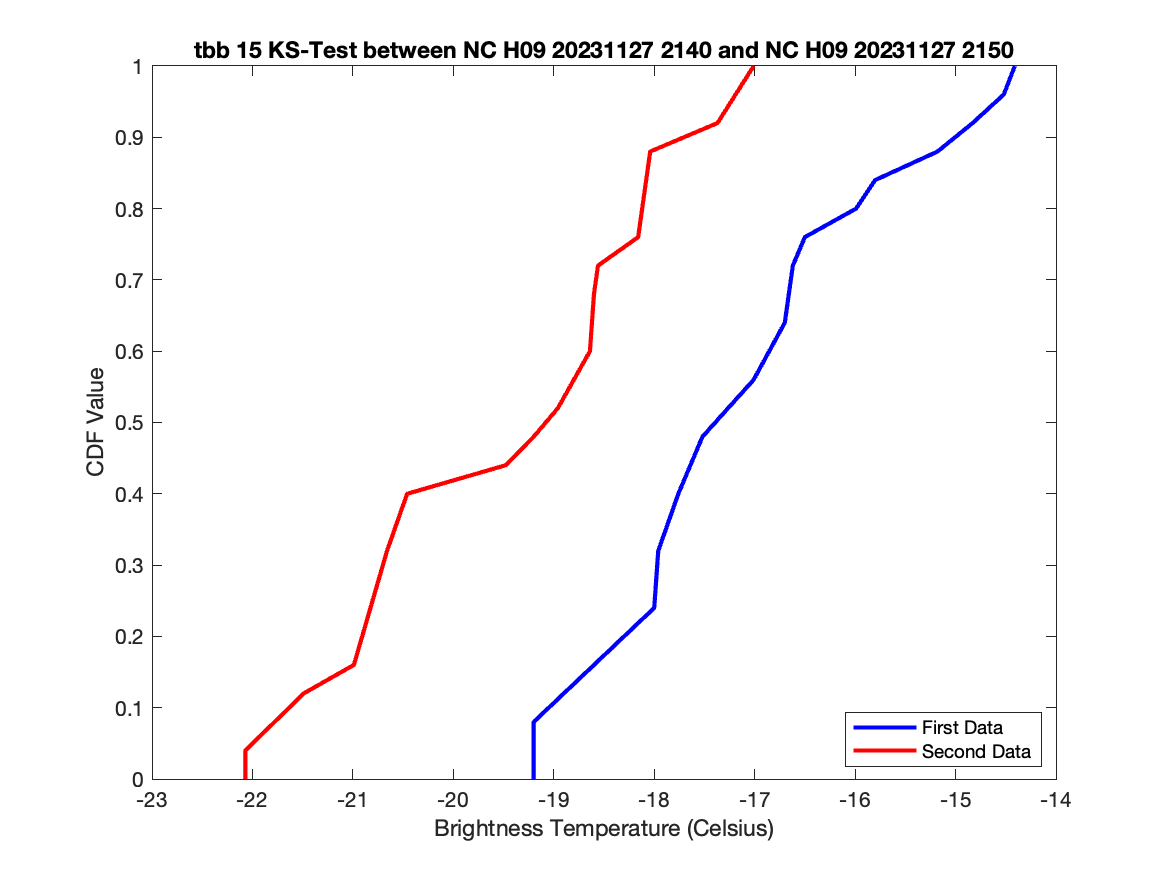 tbb 15 KS-Test between NC H09 20231127 2140 and NC H09 20231127 2150
1
0.9
0.8
0.7
0.6
0.5
0.4
0.3
0.2
0.1
0
CDF Value
First Data
Second Data
-23 -22 -21 -20 -19 -18 -17 -16 -15 -14
Brightness Temperature (Celsius)